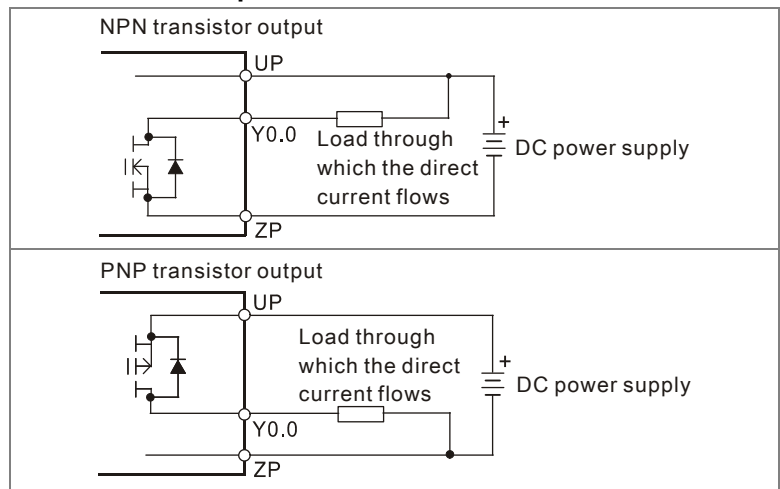 NPN transistor output
UP
Y0.0
Load through
which the direct
current flows
+
DC power supply
ZP
PNP transistor output
UP
Load through
which the direct
current flows
+
DC power supply
Y0.0
ZP